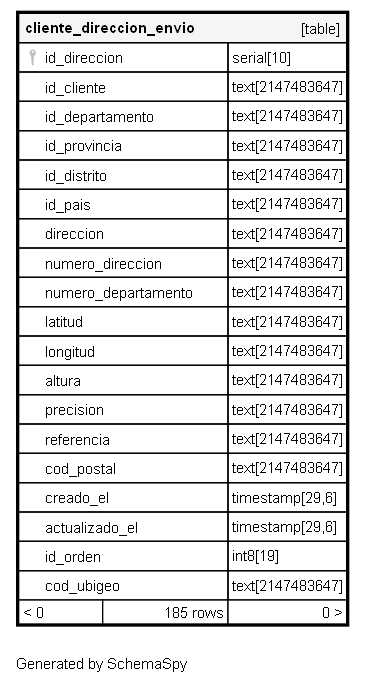 cliente_direccion_envio [table]
id_direccion serial[10]
id_cliente text[2147483647]
id_departamento text[2147483647]
id_provincia text[2147483647]
id_distrito text[2147483647]
id_pais text[2147483647]
direccion text[2147483647]
numero_direccion text[2147483647]
numero_departamento text[2147483647]
latitud text[2147483647]
longitud text[2147483647]
altura text[2147483647]
precision text[2147483647]
referencia text[2147483647]
cod_postal text[2147483647]
creado_el timestamp[29,6]
actualizado_el timestamp[29,6]
id_orden int8[19]
cod_ubigeo text[2147483647]
< 0 185 rows 0 >
Generated by SchemaSpy